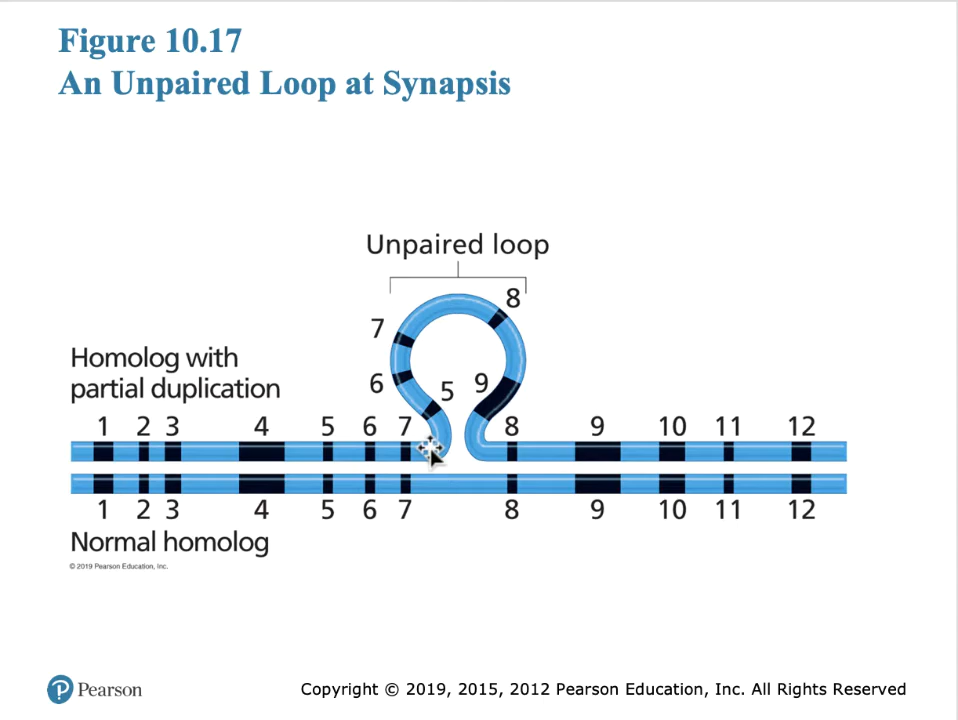 Figure 10.17
An Unpaired Loop at Synapsis
Unpaired loop
8
7
6 5 9
Homolog with
partial duplication
1 2 3 4 5 6 7 8 9 10 11 12
1 2 3 4 5 6 7 8 9 10 11 12
Normal homolog
© 2019 Pearson Education, Inc.
P Pearson
Copyright © 2019, 2015, 2012 Pearson Education, Inc. All Rights Reserved